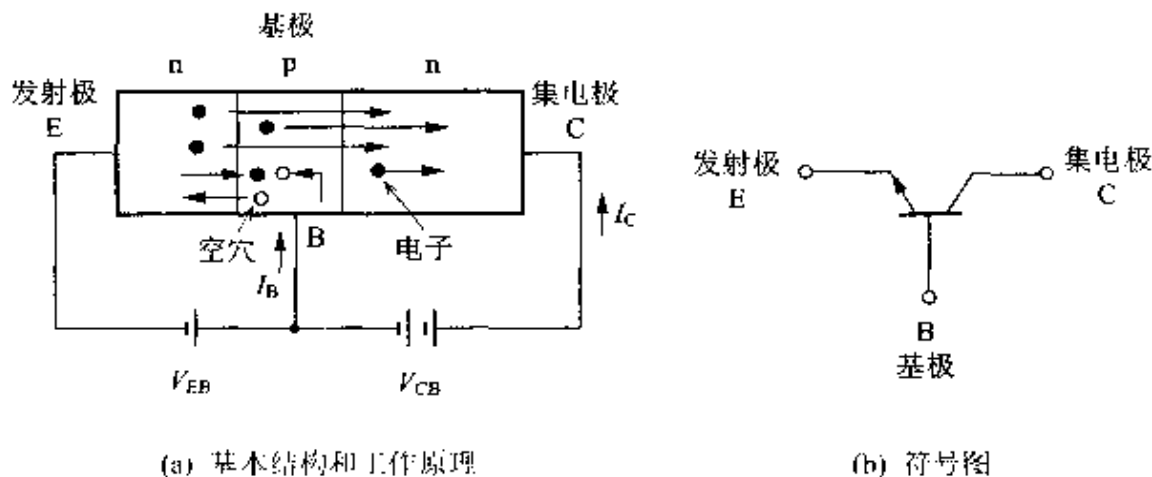 基极
n p n
发射极
E
集电极
C
空穴
B
电子
I_B
I_C
V_EB
V_CB
(a) 基本结构和工作原理
发射极
E
集电极
C
B
基极
(b) 符号图